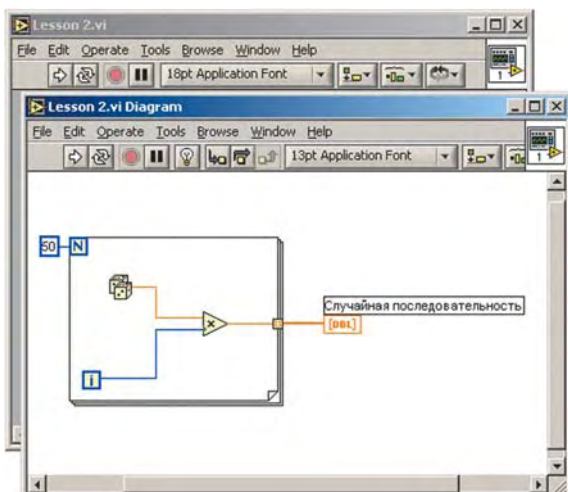 Lesson 2.vi
File Edit Operate Tools Browse Window Help
18pt Application Font
1
Lesson 2.vi Diagram
File Edit Operate Tools Browse Window Help
13pt Application Font
1
50
N
Случайная последовательность
[DBL]
x
i